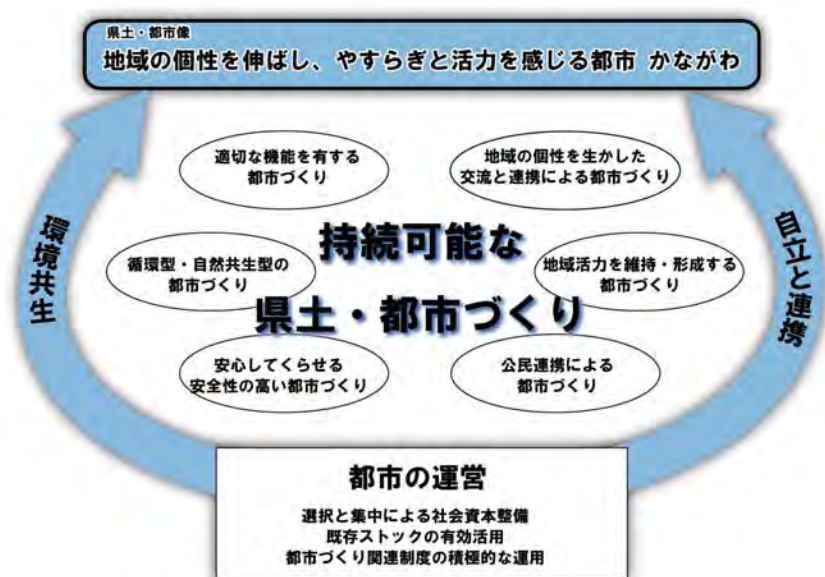 県土・都市像
地域の個性を伸ばし、やすらぎと活力を感じる都市 かながわ
適切な機能を有する
都市づくり
地域の個性を生かした
交流と連携による都市づくり
環境共生
自立と連携
持続可能な
循環型・自然共生型の
都市づくり
地域活力を維持・形成する
都市づくり
県土・都市づくり
安心してくらせる
安全性の高い都市づくり
公民連携による
都市づくり
都市の運営
選択と集中による社会資本整備
既存ストックの有効活用
都市づくり関連制度の積極的な運用